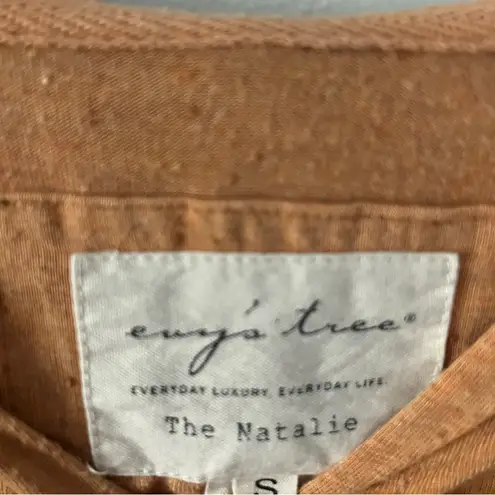 evy's tree®
EVERYDAY LUXURY. EVERYDAY LIFE.
The Natalie
S